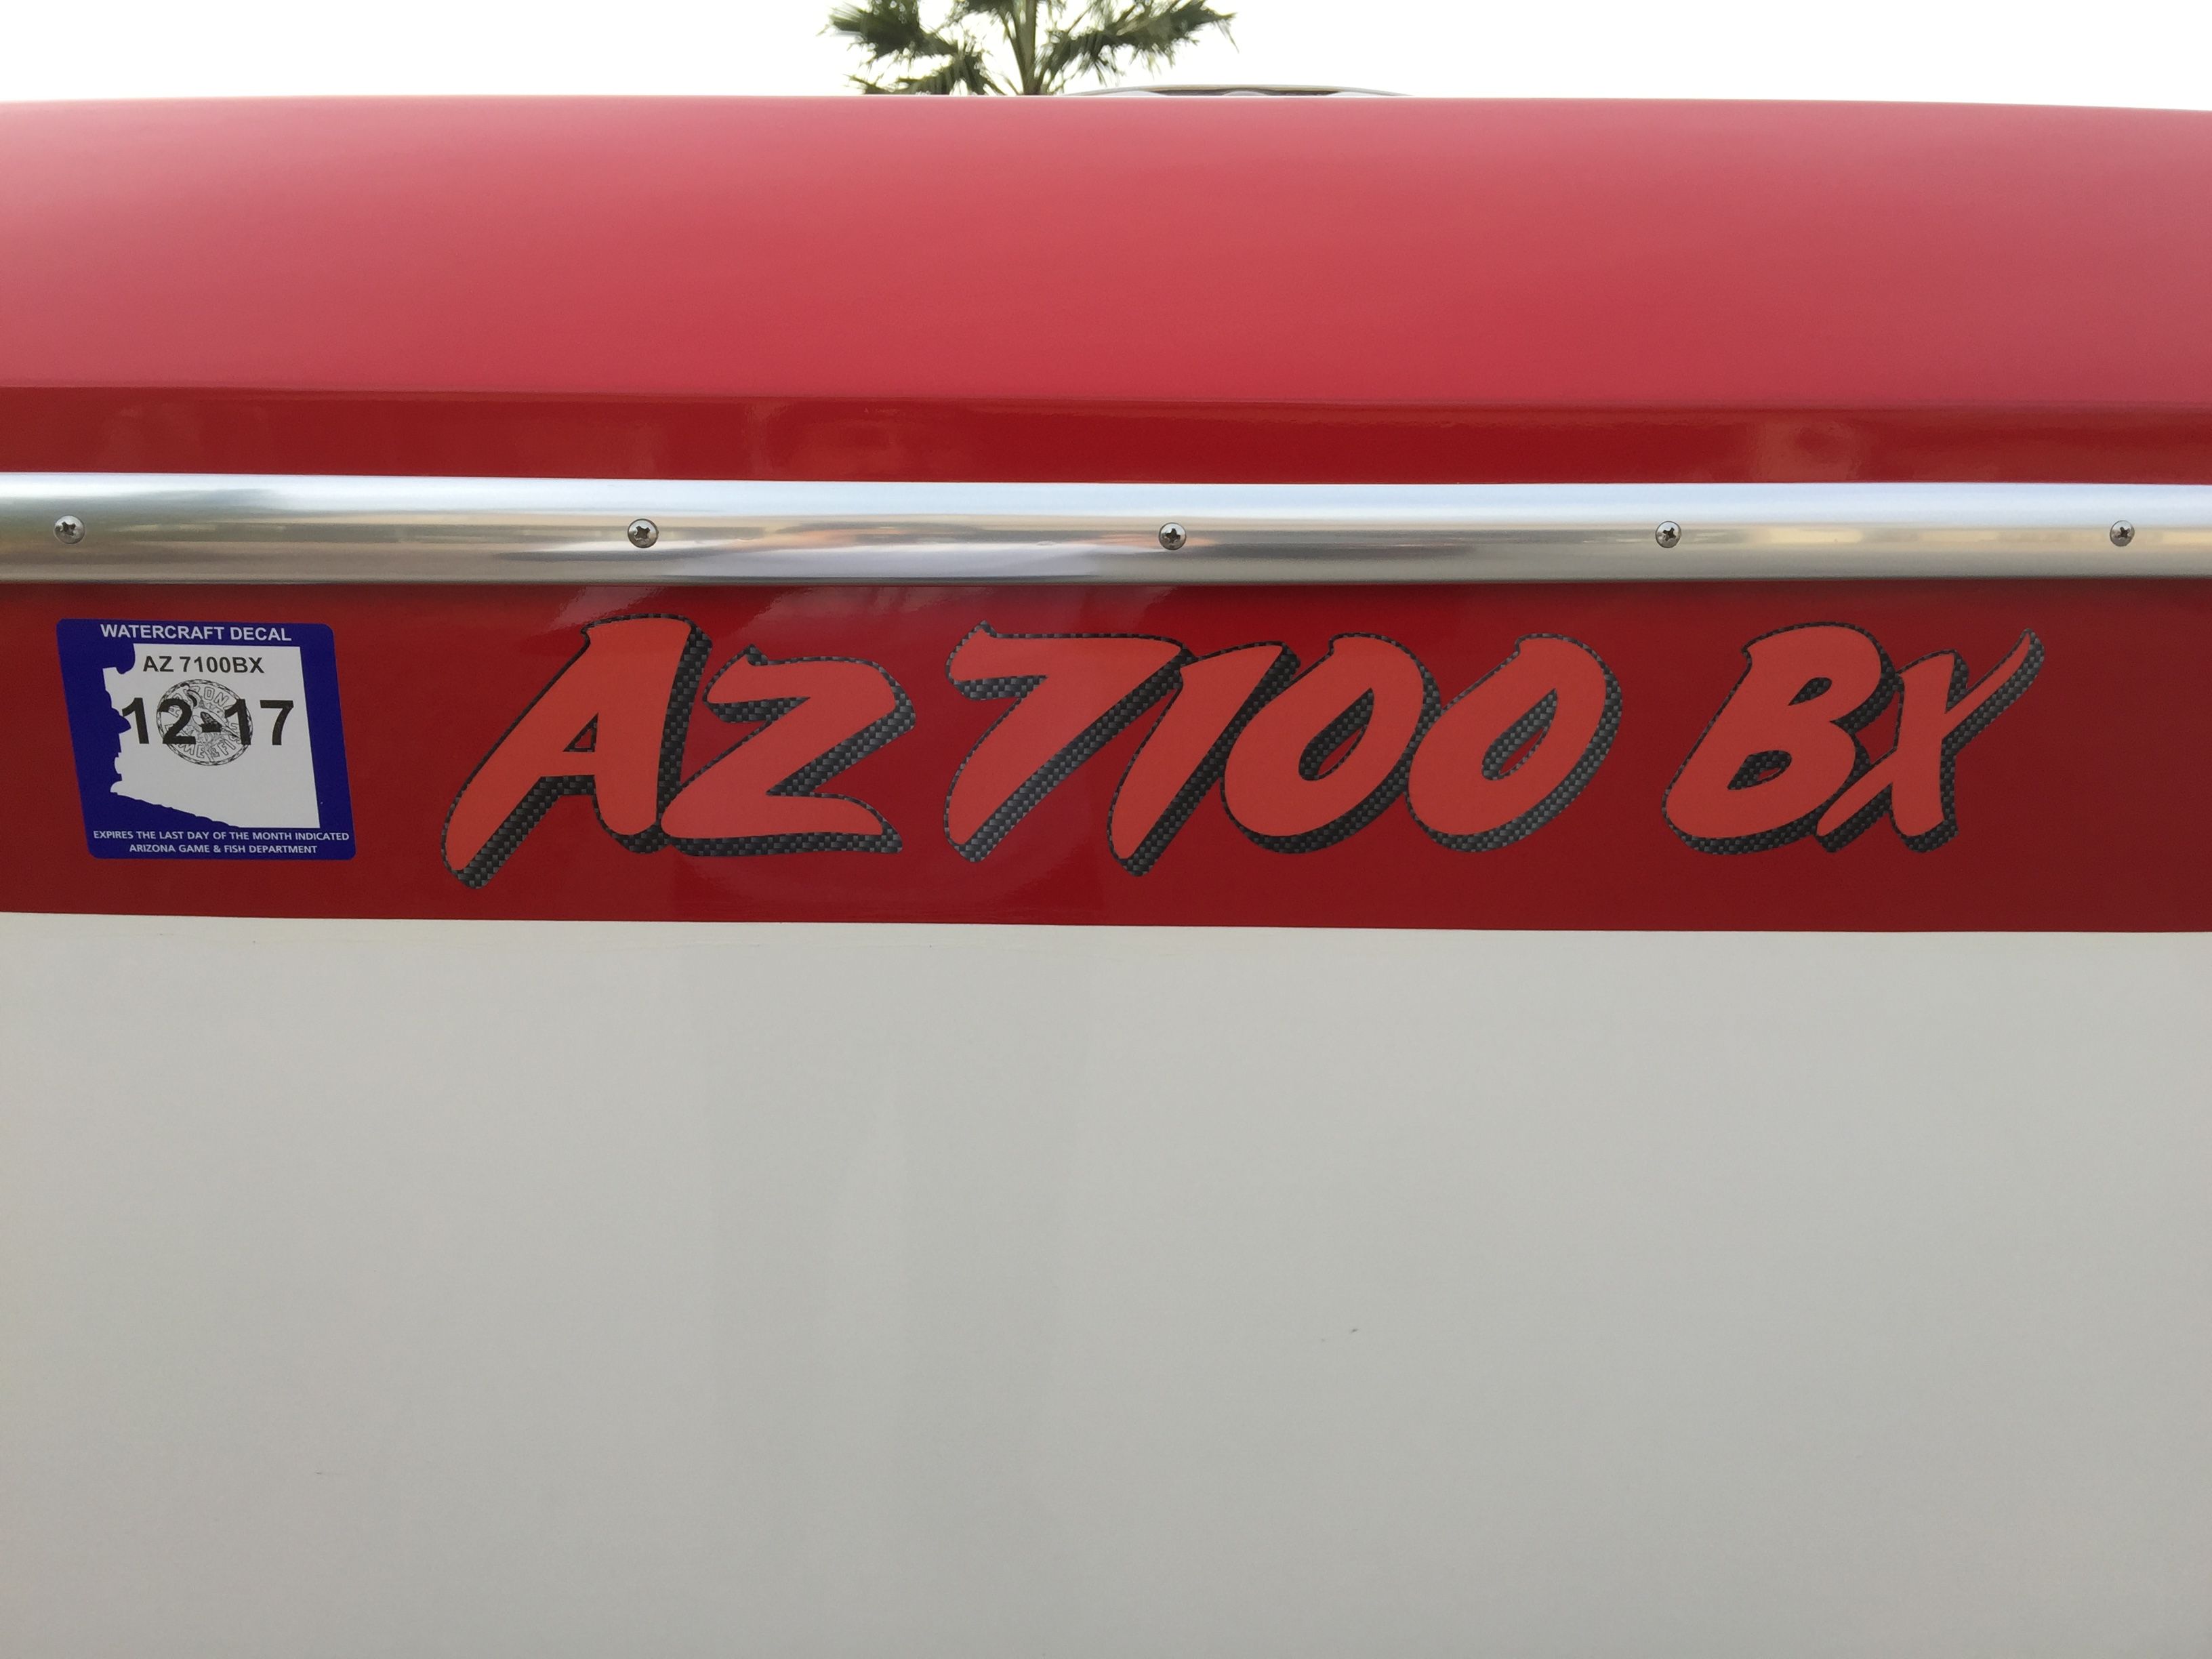 WATERCRAFT DECAL
AZ 7100BX
12-17
EXPIRES THE LAST DAY OF THE MONTH INDICATED
ARIZONA GAME & FISH DEPARTMENT
AZ 7100 BX